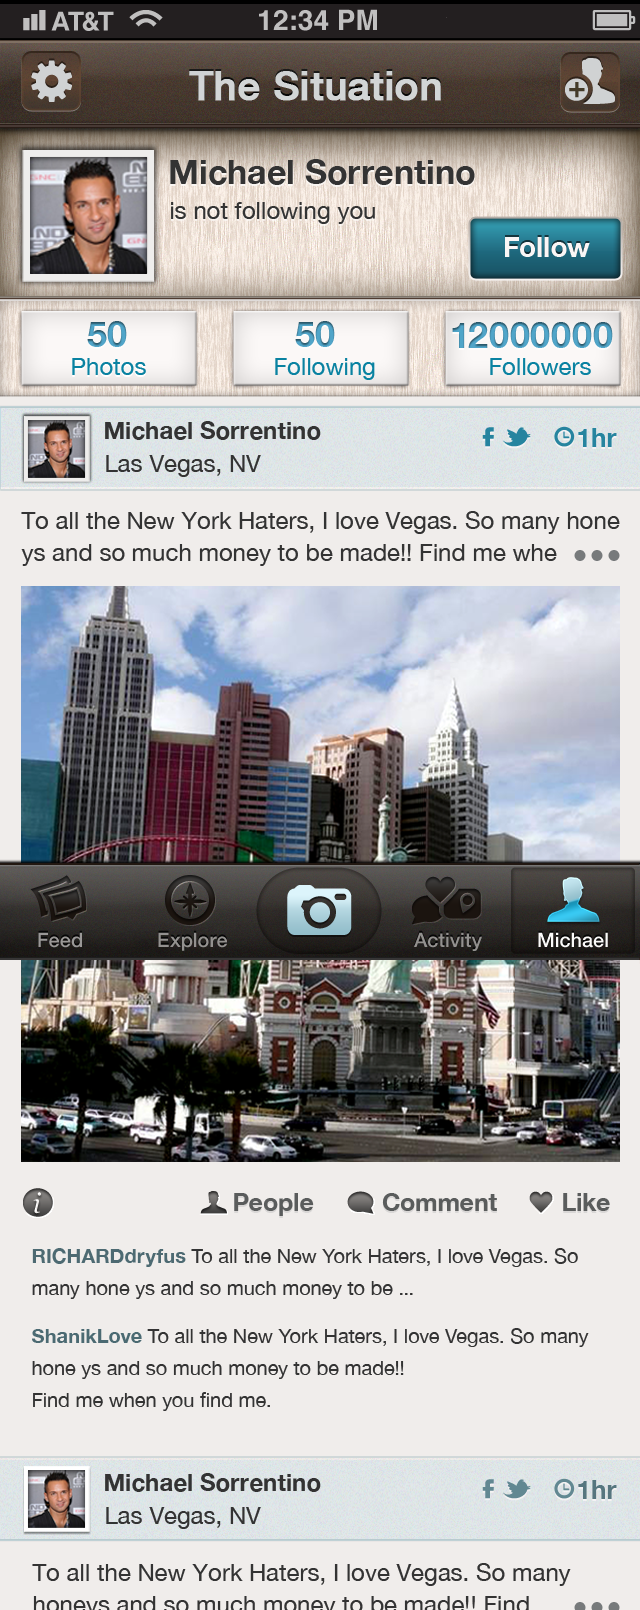 AT&T 12:34 PM
The Situation
Michael Sorrentino
is not following you
Follow
50
Photos
50
Following
12000000
Followers
Michael Sorrentino
1hr
Las Vegas, NV
To all the New York Haters, I love Vegas. So many hone
ys and so much money to be made!! Find me whe
Feed
Explore
Activity
Michael
i
People
Comment
Like
RICHARDdryfus To all the New York Haters, I love Vegas. So
many hone ys and so much money to be ...
ShanikLove To all the New York Haters, I love Vegas. So many
hone ys and so much money to be made!!
Find me when you find me.
Michael Sorrentino
1hr
Las Vegas, NV
To all the New York Haters, I love Vegas. So many
honeys and so much money to be made!! Find